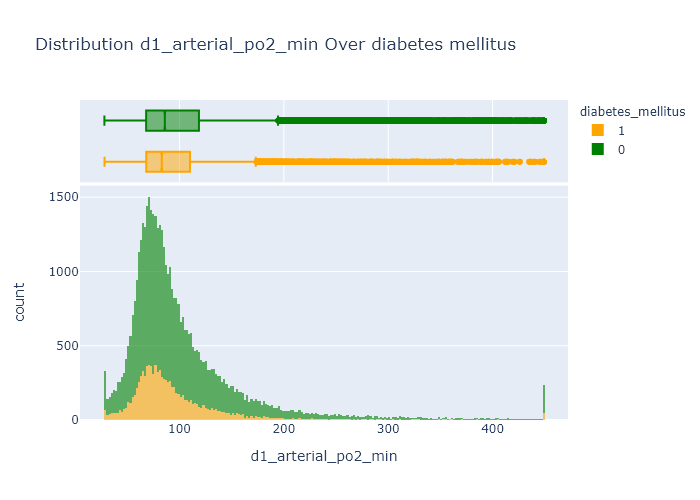 Distribution d1_arterial_po2_min Over diabetes mellitus
diabetes_mellitus
1
0
1500
1000
500
0
count
100
200
300
400
d1_arterial_po2_min